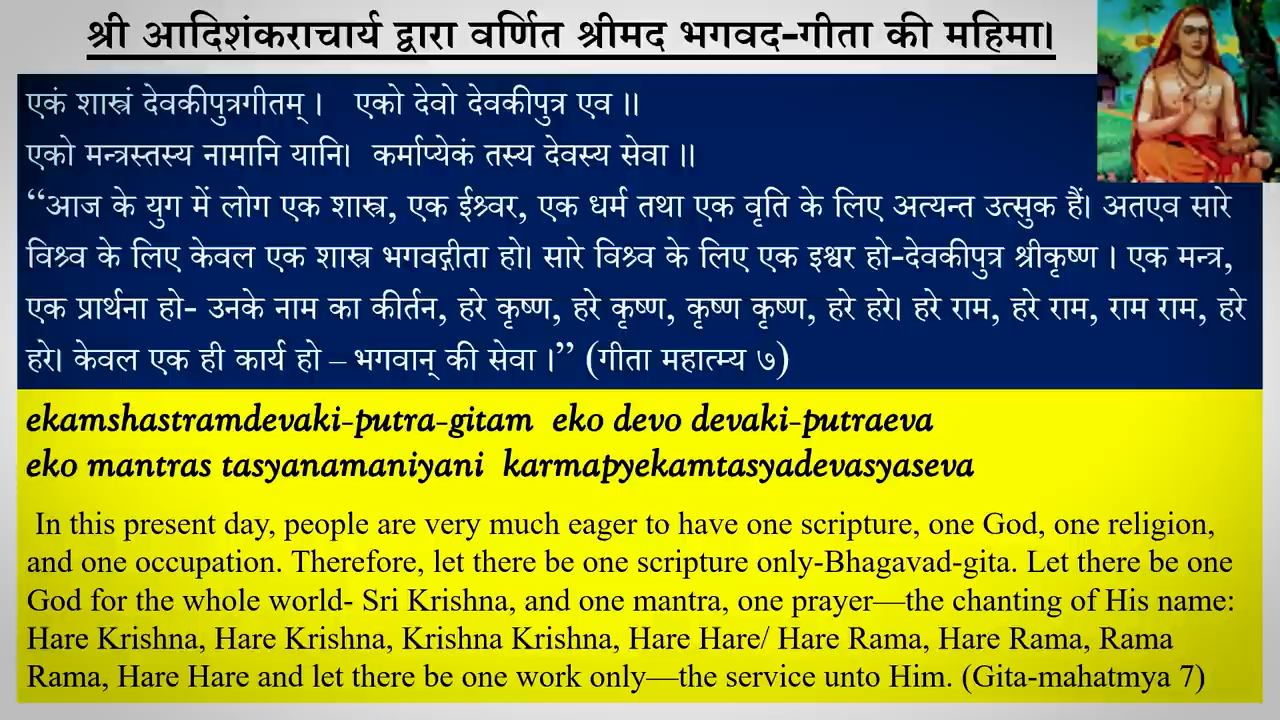 श्री आदिशंकराचार्य द्वारा वर्णित श्रीमद भगवद-गीता की महिमा।
एकं शास्त्रं देवकीपुत्रगीतम् । एको देवो देवकीपुत्र एव ॥
एको मन्त्रस्तस्य नामानि यानि। कर्माप्येकं तस्य देवस्य सेवा ॥
“आज के युग में लोग एक शास्त्र, एक ईश्र्वर, एक धर्म तथा एक वृति के लिए अत्यन्त उत्सुक हैं। अतएव सारे
विश्र्व के लिए केवल एक शास्त्र भगवद्गीता हो। सारे विश्र्व के लिए एक इश्वर हो-देवकीपुत्र श्रीकृष्ण । एक मन्त्र,
एक प्रार्थना हो- उनके नाम का कीर्तन, हरे कृष्ण, हरे कृष्ण, कृष्ण कृष्ण, हरे हरे। हरे राम, हरे राम, राम राम, हरे
हरे। केवल एक ही कार्य हो – भगवान् की सेवा ।” (गीता महात्म्य ७)
ekamshastramdevaki-putra-gitam eko devo devaki-putraeva
eko mantras tasyanamaniyani karmapyekamtasyadevasyaseva
In this present day, people are very much eager to have one scripture, one God, one religion,
and one occupation. Therefore, let there be one scripture only-Bhagavad-gita. Let there be one
God for the whole world- Sri Krishna, and one mantra, one prayer—the chanting of His name:
Hare Krishna, Hare Krishna, Krishna Krishna, Hare Hare/ Hare Rama, Hare Rama, Rama
Rama, Hare Hare and let there be one work only—the service unto Him. (Gita-mahatmya 7)